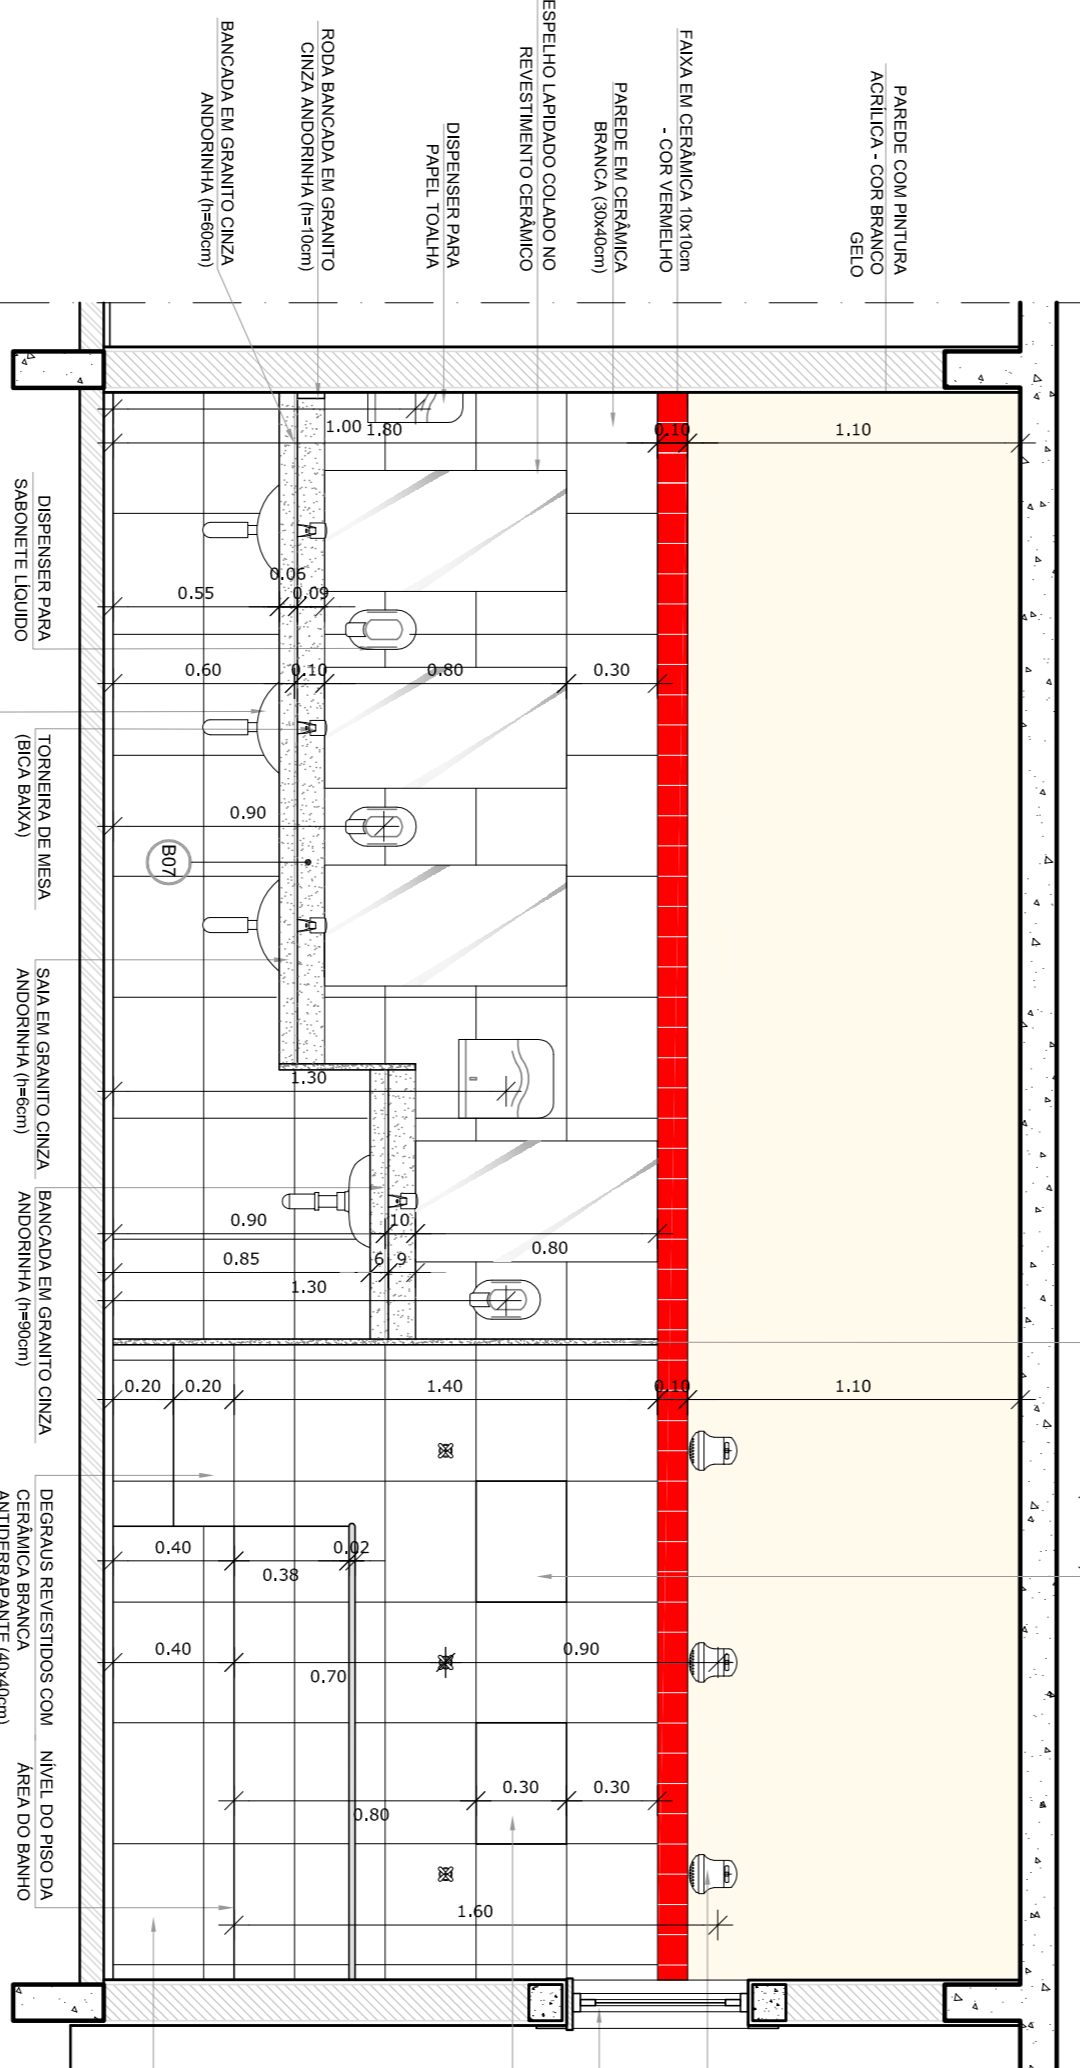 PAREDE COM PINTURA
ACRÍLICA - COR BRANCO
GELO
FAIXA EM CERÂMICA 10x10cm
- COR VERMELHO
PAREDE EM CERÂMICA
BRANCA (30x40cm)
ESPELHO LAPIDADO COLADO NO
REVESTIMENTO CERÂMICO
DISPENSER PARA
PAPEL TOALHA
RODA BANCADA EM GRANITO
CINZA ANDORINHA (h=10cm)
BANCADA EM GRANITO CINZA
ANDORINHA (h=60cm)
1.00
1.80
0.10
1.10
0.06
0.55
0.09
0.60
0.10
0.80
0.30
0.90
B07
1.30
0.90
10
0.80
0.85
6
9
1.30
0.20
0.20
1.40
0.10
1.10
0.40
0.02
0.38
0.40
0.90
0.70
0.30
0.30
0.80
1.60
DISPENSER PARA
SABONETE LÍQUIDO
TORNEIRA DE MESA
(BICA BAIXA)
SAIA EM GRANITO CINZA
ANDORINHA (h=6cm)
BANCADA EM GRANITO CINZA
ANDORINHA (h=90cm)
DEGRAUS REVESTIDOS COM
CERÂMICA BRANCA
ANTIDERRAPANTE (40x40cm)
NÍVEL DO PISO DA
ÁREA DO BANHO